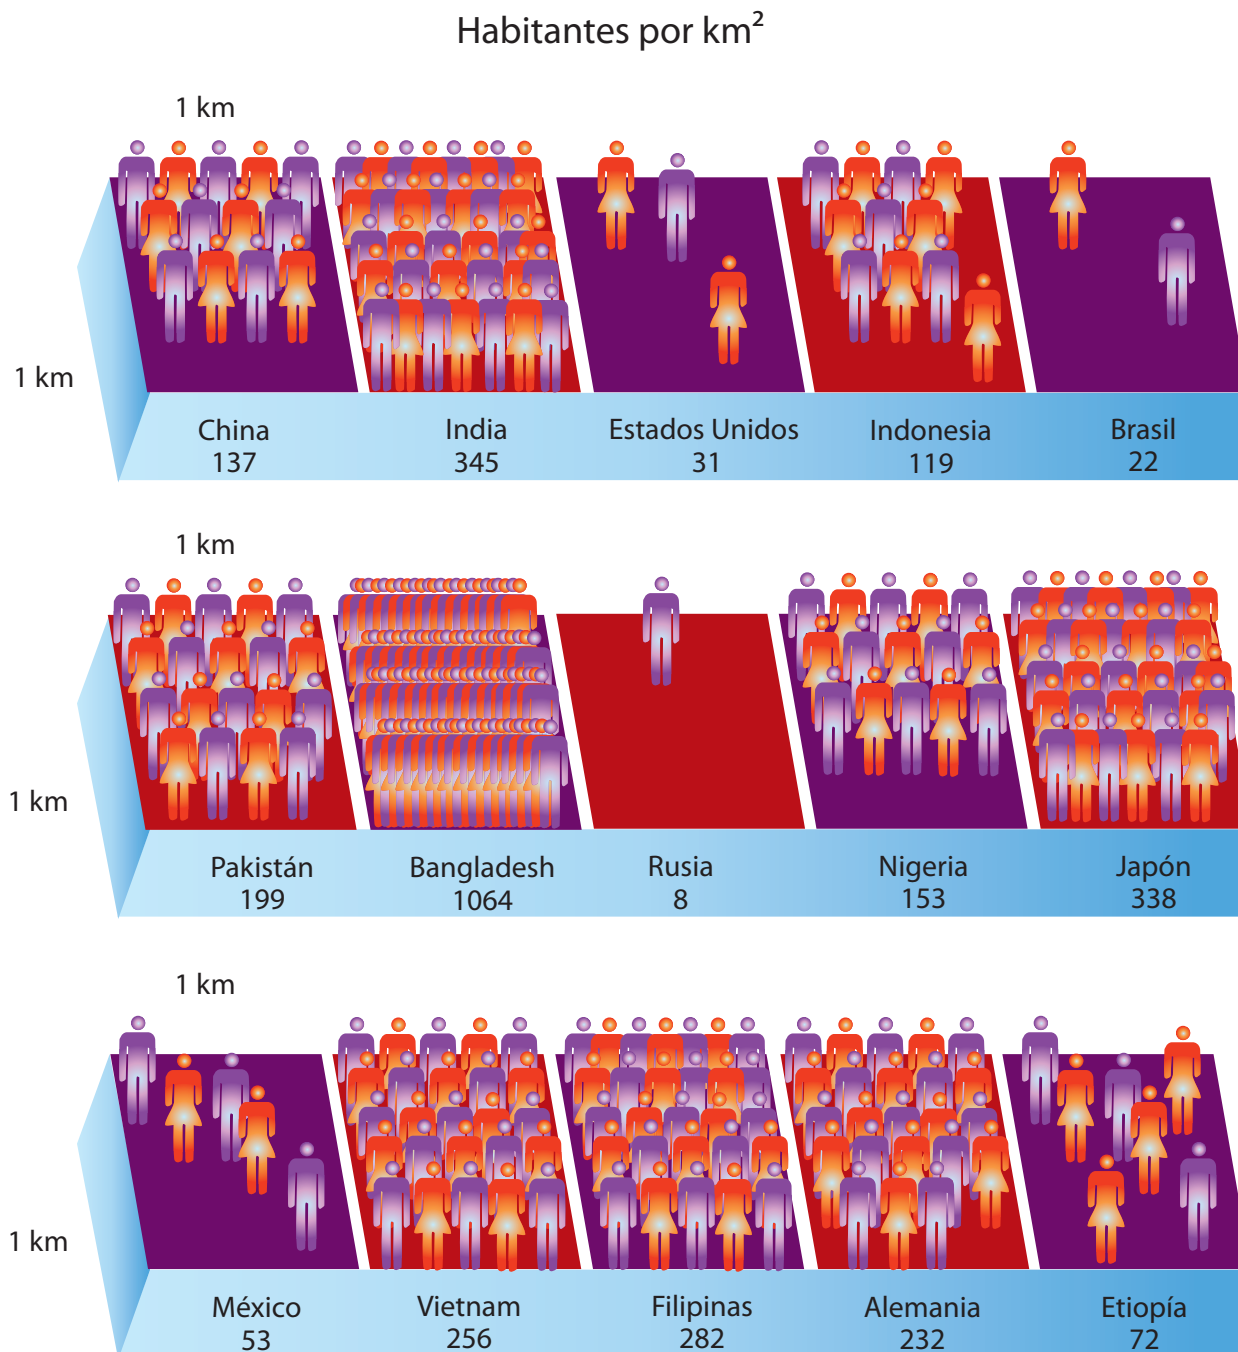 Habitantes por km²
1 km
1 km
China
137
India
345
Estados Unidos
31
Indonesia
119
Brasil
22
1 km
1 km
Pakistán
199
Bangladesh
1064
Rusia
8
Nigeria
153
Japón
338
1 km
1 km
México
53
Vietnam
256
Filipinas
282
Alemania
232
Etiopía
72